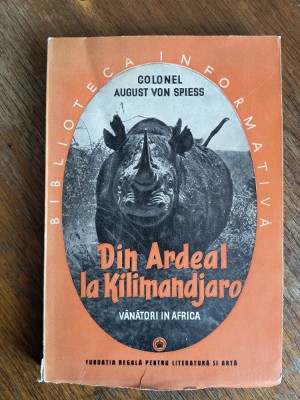 BIBLIOTECA INFORMATIVĂ
COLONEL
AUGUST VON SPIESS
Din Ardeal
la Kilimandjaro
VÂNĂTORI IN AFRICA
FUNDAȚIA REGALĂ PENTRU LITERATURĂ ȘI ARTĂ